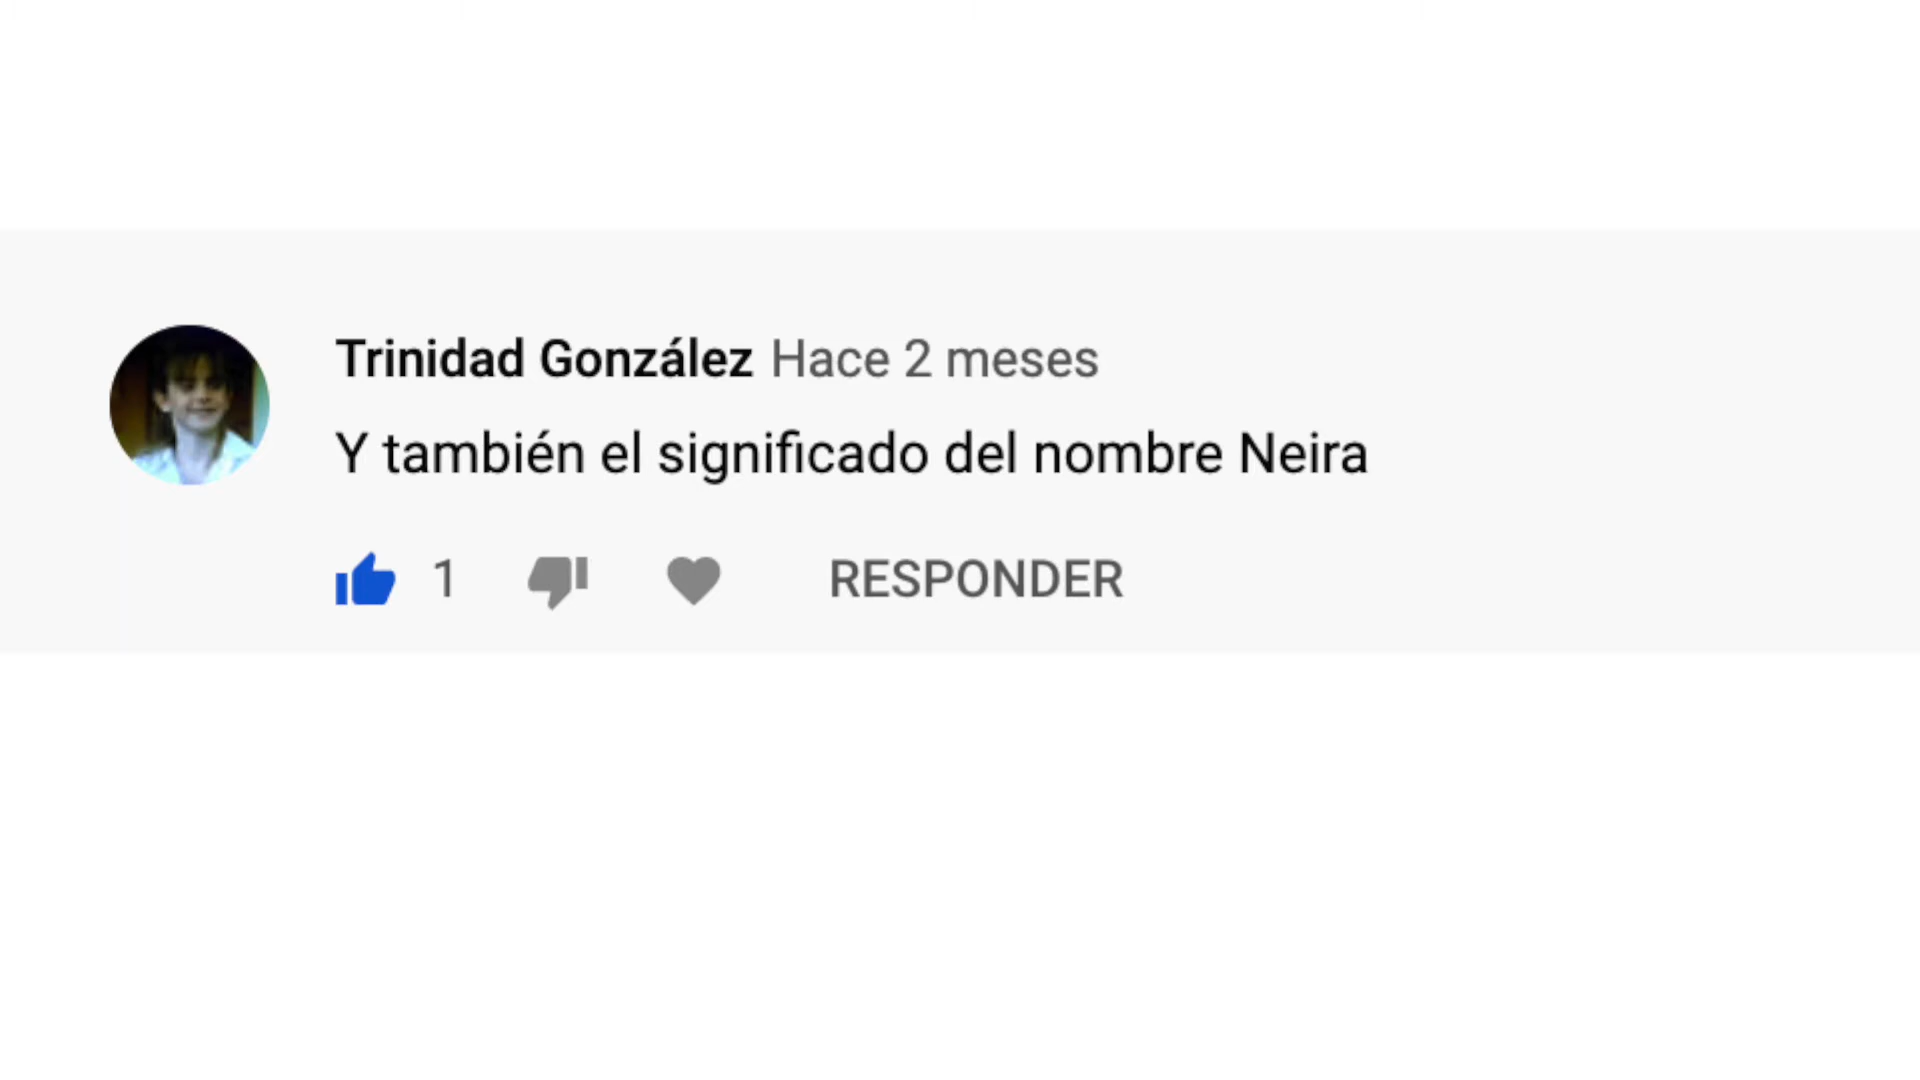 Trinidad González Hace 2 meses
Y también el significado del nombre Neira
1 RESPONDER